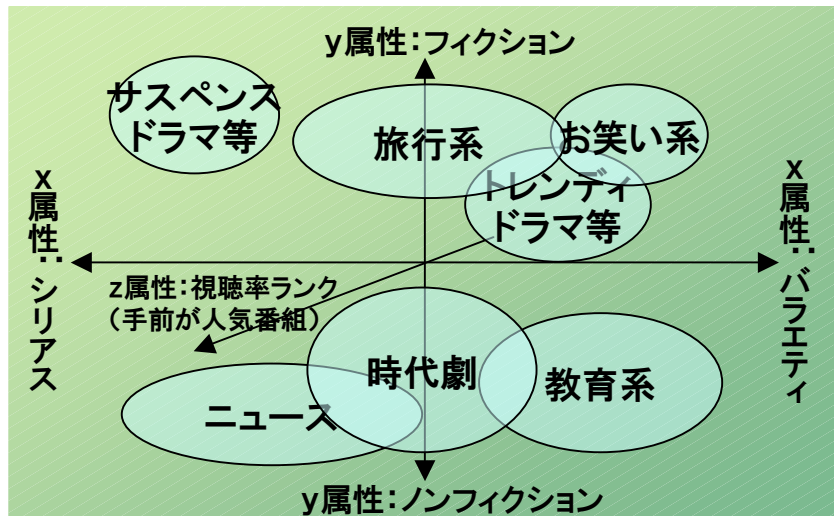 y属性：フィクション
サスペンス
ドラマ等
旅行系
お笑い系
トレンディ
ドラマ等
x属性：シリアス
x属性：バラエティ
z属性：視聴率ランク
（手前が人気番組）
時代劇
教育系
ニュース
y属性：ノンフィクション